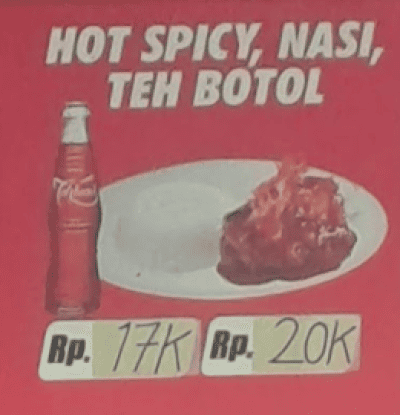 HOT SPICY, NASI,
TEH BOTOL
Rp. 17K Rp. 20K